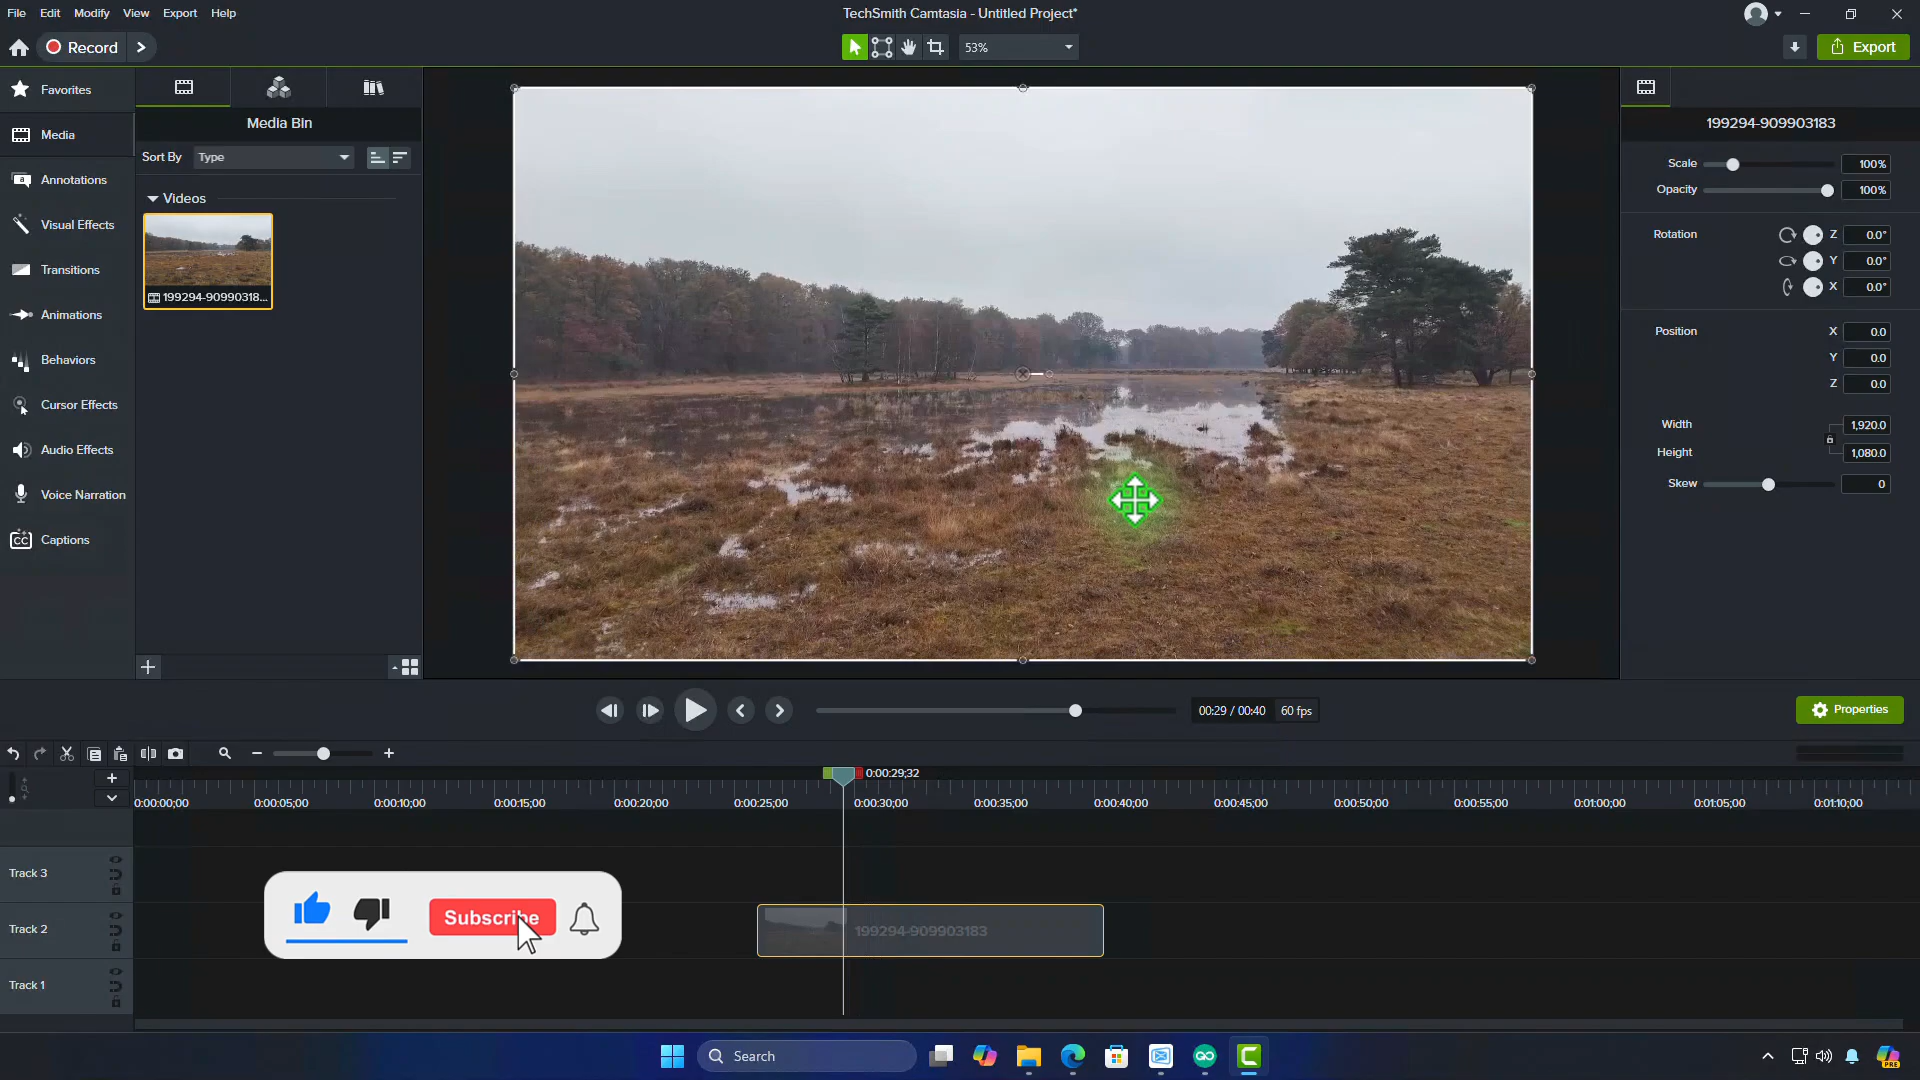 File Edit Modify View Export Help
TechSmith Camtasia - Untitled Project*
Record
53%
Export
Favorites
Media
Annotations
Visual Effects
Transitions
Animations
Behaviors
Cursor Effects
Audio Effects
Voice Narration
CC Captions
Media Bin
Sort By Type
Videos
199294-90990318...
199294-909903183
Scale 100%
Opacity 100%
Rotation Z 0.0°
Y 0.0°
X 0.0°
Position X 0.0
Y 0.0
Z 0.0
Width 1,920.0
Height 1,080.0
Skew 0
00:29 / 00:40 60 fps
Properties
0:00:29;32
0:00:00;00 0:00:05;00 0:00:10;00 0:00:15;00 0:00:20;00 0:00:25;00 0:00:30;00 0:00:35;00 0:00:40;00 0:00:45;00 0:00:50;00 0:00:55;00 0:01:00;00 0:01:05;00 0:01:10;00
Track 3
Track 2
Track 1
Subscribe
199294-909903183
Search
PRE